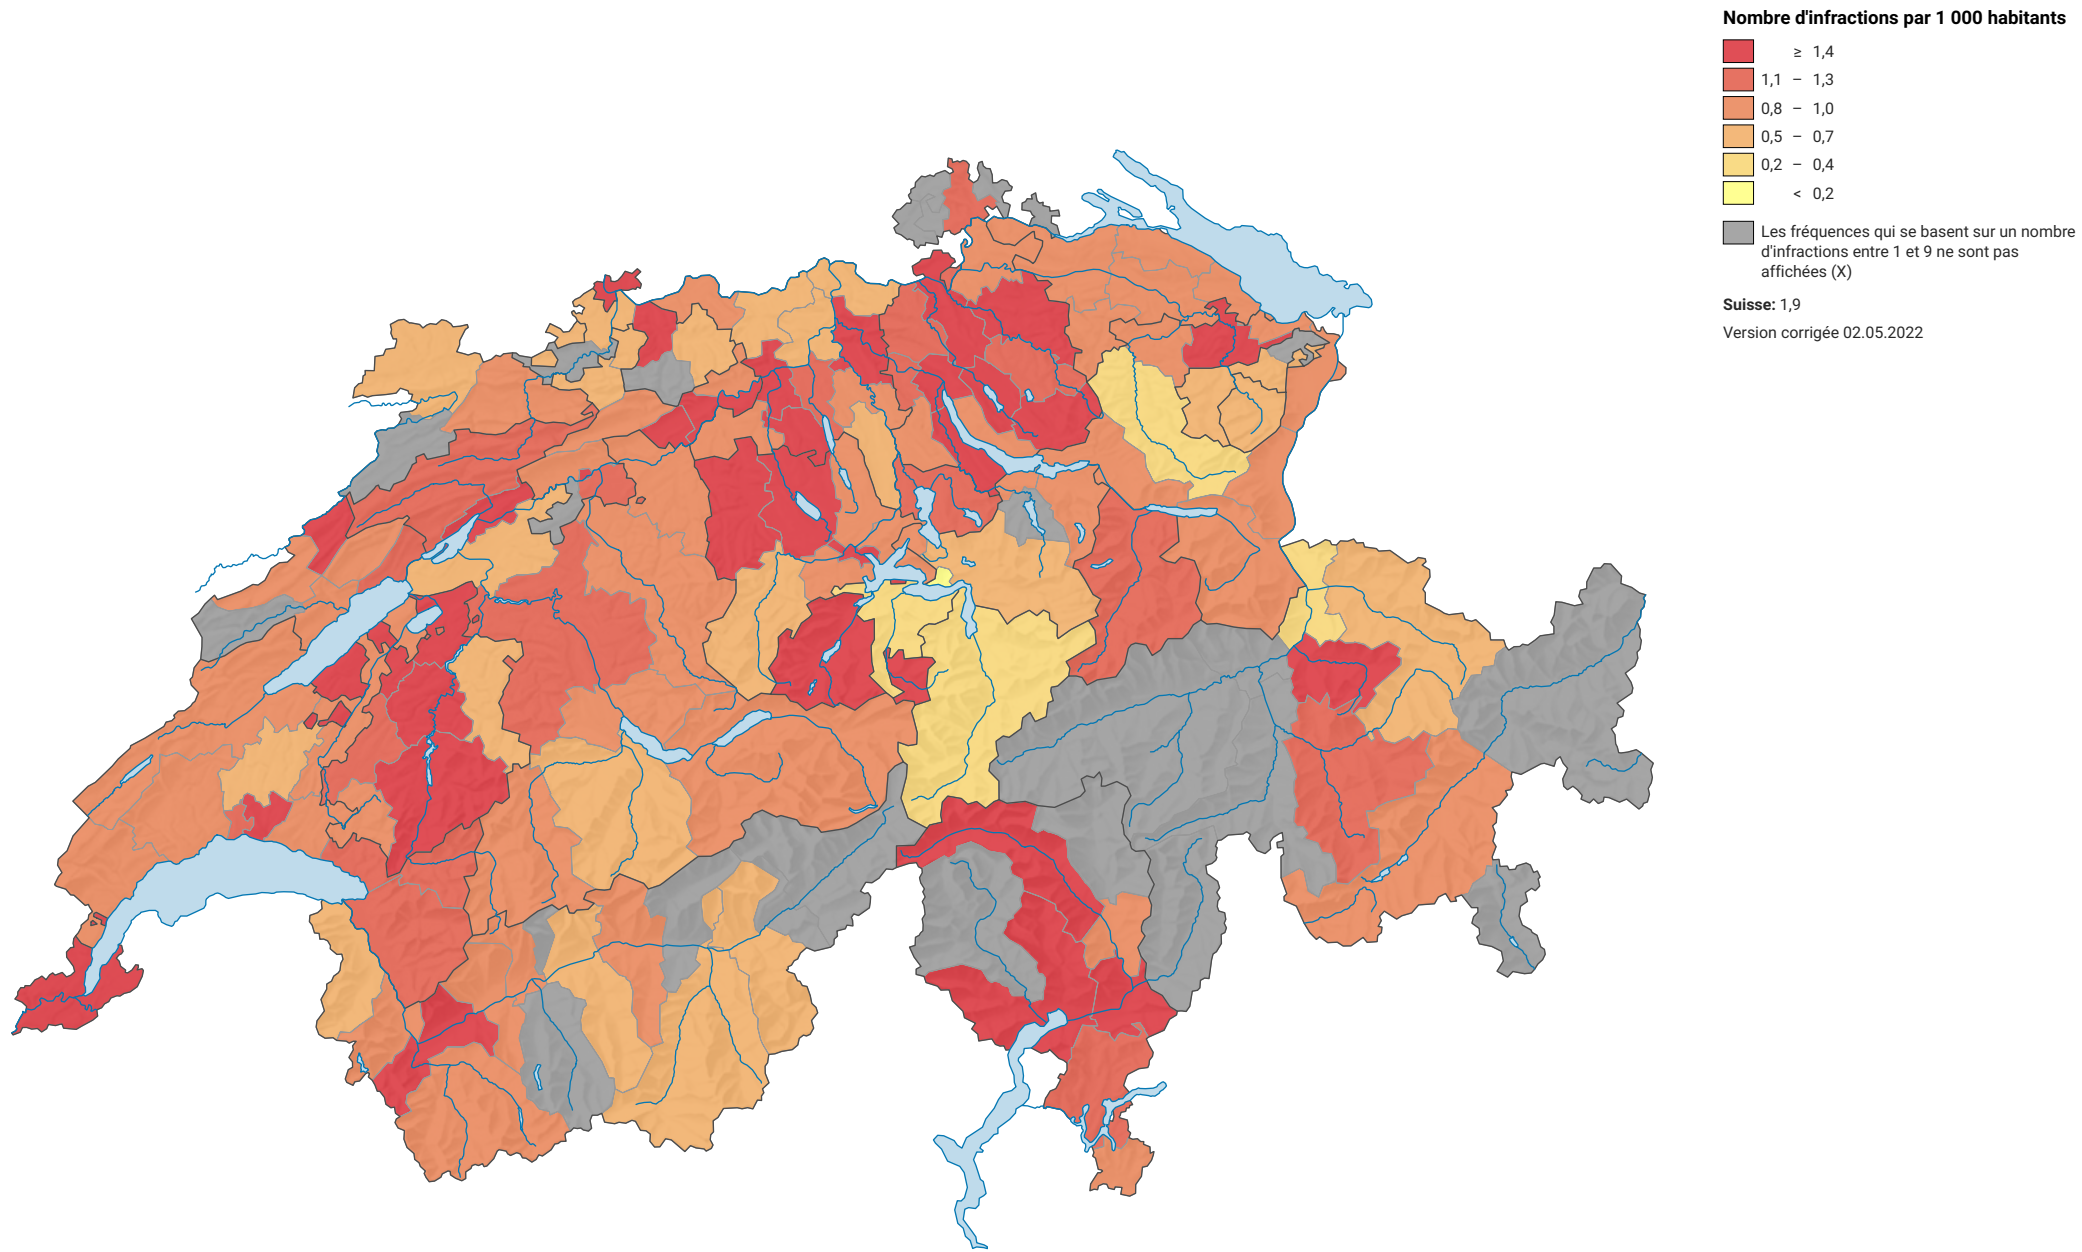 Nombre d'infractions par 1 000 habitants
≥ 1,4
1,1 – 1,3
0,8 – 1,0
0,5 – 0,7
0,2 – 0,4
< 0,2
Les fréquences qui se basent sur un nombre
d'infractions entre 1 et 9 ne sont pas
affichées (X)
Suisse: 1,9
Version corrigée 02.05.2022